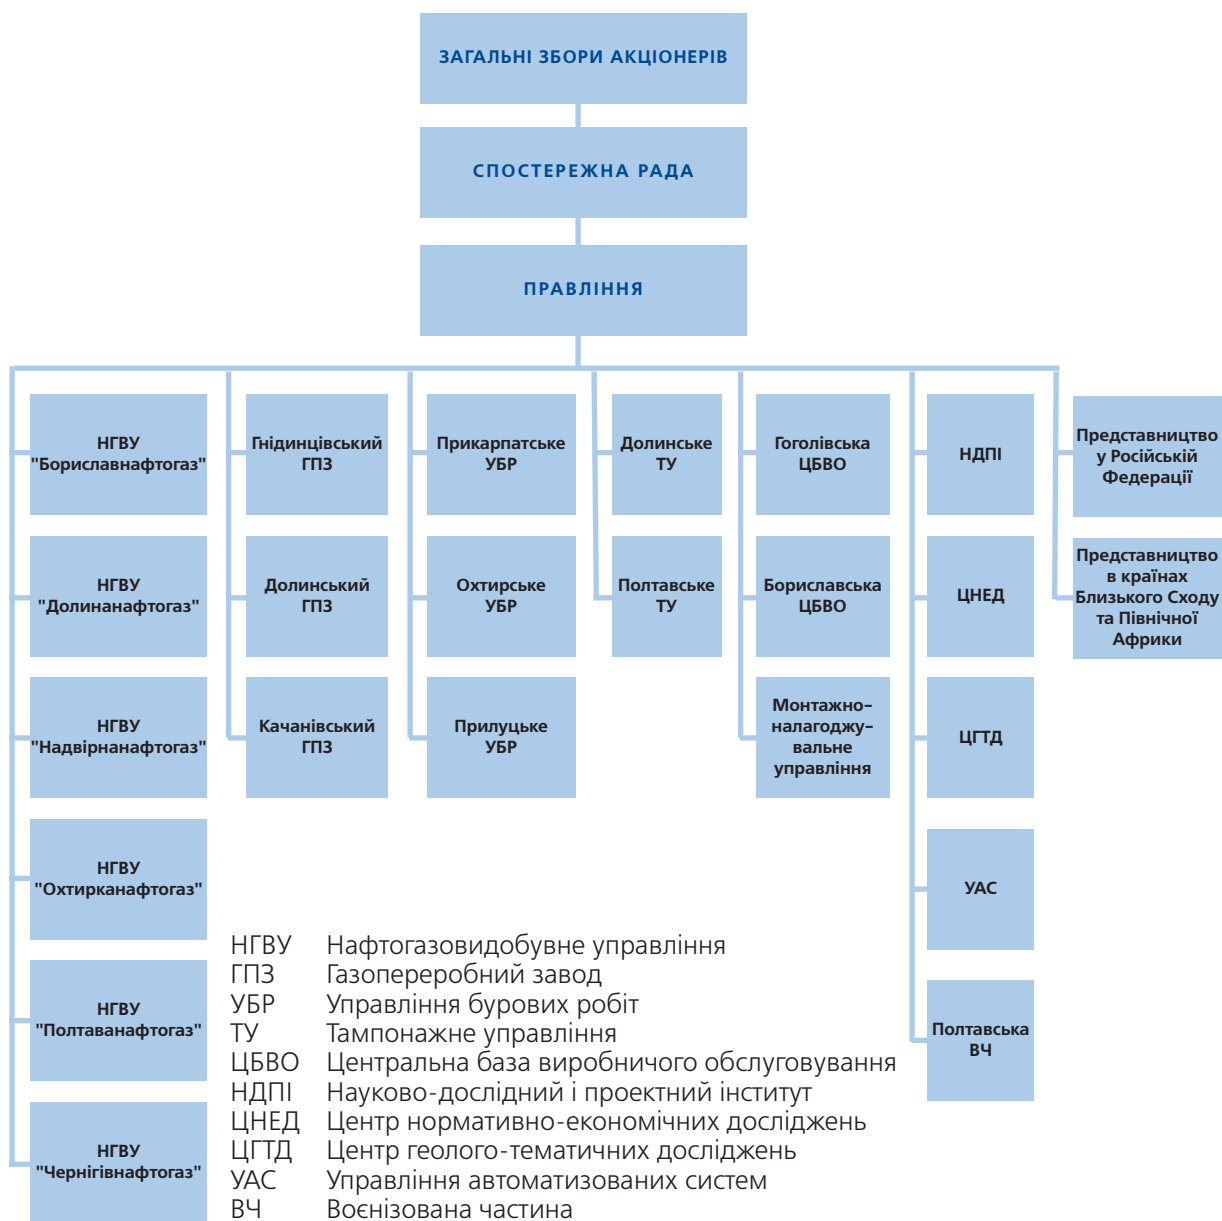 ЗАГАЛЬНІ ЗБОРИ АКЦІОНЕРІВ
СПОСТЕРЕЖНА РАДА
ПРАВЛІННЯ
НГВУ
"Бориславнафтогаз"
НГВУ
"Долинанафтогаз"
НГВУ
"Надвірнанафтогаз"
НГВУ
"Охтирканафтогаз"
НГВУ
"Полтаванафтогаз"
НГВУ
"Чернігівнафтогаз"
Гнідинцівський
ГПЗ
Долинський
ГПЗ
Качанівський
ГПЗ
Прикарпатське
УБР
Охтирське
УБР
Прилуцьке
УБР
Долинське
ТУ
Полтавське
ТУ
Гоголівська
ЦБВО
Бориславська
ЦБВО
Монтажно-
налагоджу-
вальне
управління
НДПІ
ЦНЕД
ЦГТД
УАС
Полтавська
ВЧ
Представництво
у Російській
Федерації
Представництво
в країнах
Близького Сходу
та Північної
Африки
НГВУ Нафтогазовидобувне управління
ГПЗ Газопереробний завод
УБР Управління бурових робіт
ТУ Тампонажне управління
ЦБВО Центральна база виробничого обслуговування
НДПІ Науково-дослідний і проектний інститут
ЦНЕД Центр нормативно-економічних досліджень
ЦГТД Центр геолого-тематичних досліджень
УАС Управління автоматизованих систем
ВЧ Воєнізована частина